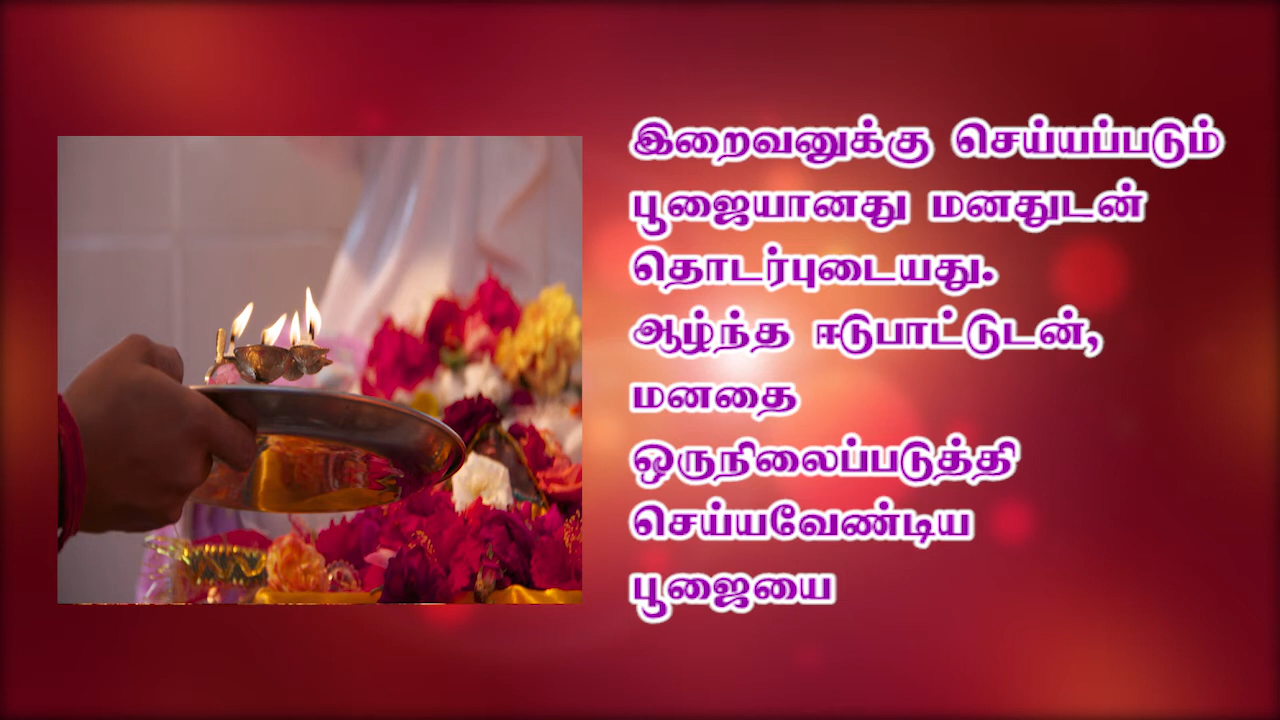 இறைவனுக்கு செய்யப்படும்
பூஜையானது மனதுடன்
தொடர்புடையது.
ஆழ்ந்த ஈடுபாட்டுடன்,
மனதை
ஒருநிலைப்படுத்தி
செய்யவேண்டிய
பூஜையை